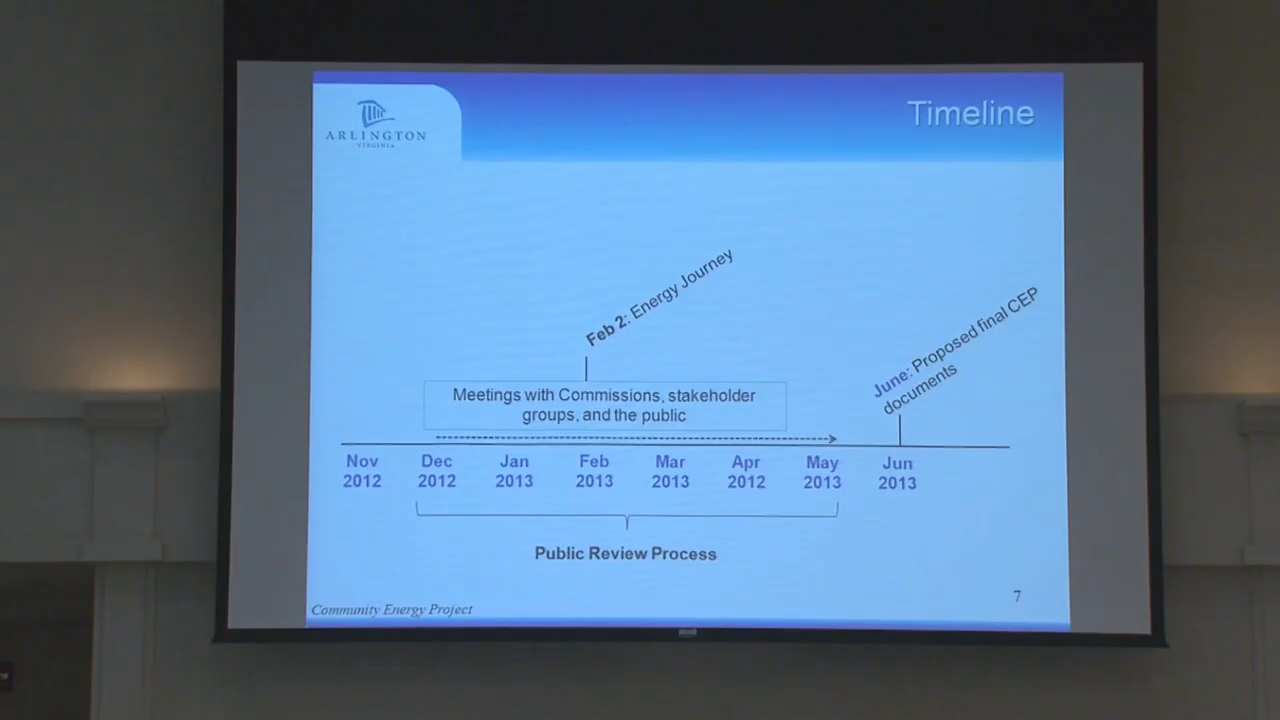 ARLINGTON
VIRGINIA
Timeline
Feb 2: Energy Journey
June: Proposed final CEP
documents
Meetings with Commissions, stakeholder
groups, and the public
Nov
2012
Dec
2012
Jan
2013
Feb
2013
Mar
2013
Apr
2012
May
2013
Jun
2013
Public Review Process
Community Energy Project
7